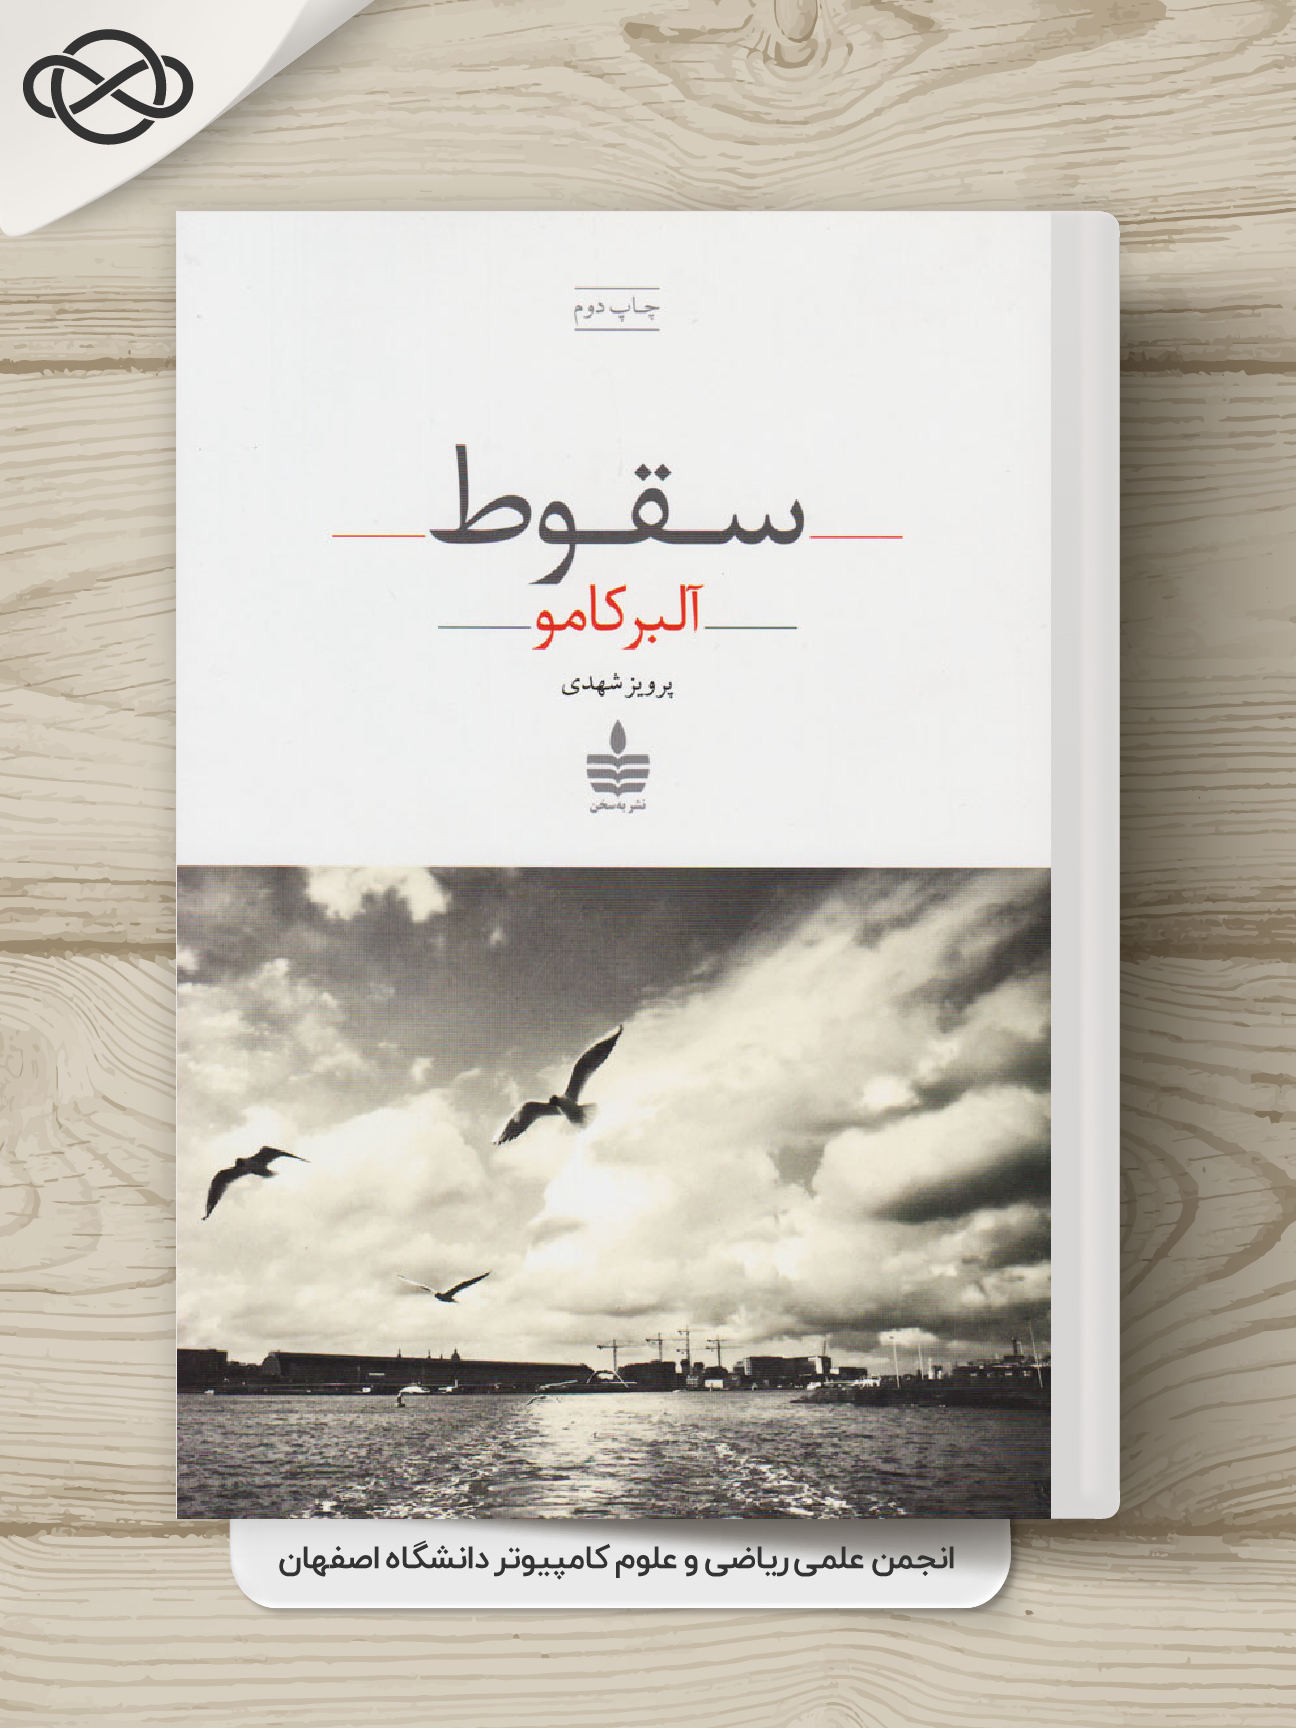 چاپ دوم
سقوط
آلبر کامو
پرویز شهدی
نشر به‌سخن
انجمن علمی ریاضی و علوم کامپیوتر دانشگاه اصفهان